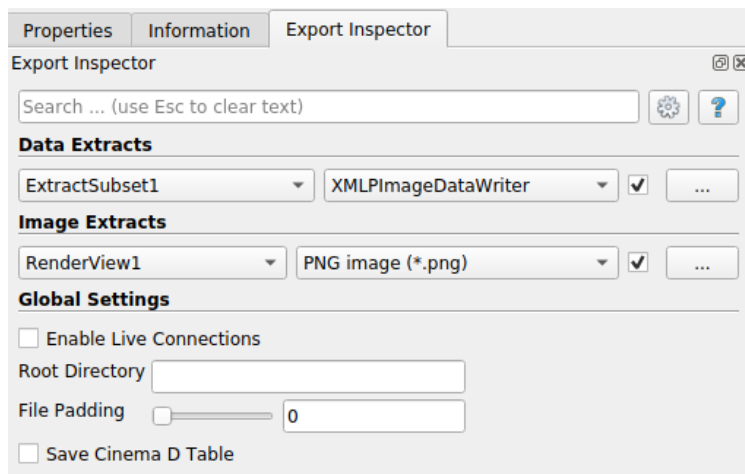 Properties Information Export Inspector
Export Inspector
Search ... (use Esc to clear text) ?
Data Extracts
ExtractSubset1 XMLPImageDataWriter ...
Image Extracts
RenderView1 PNG image (*.png) ...
Global Settings
Enable Live Connections
Root Directory
File Padding 0
Save Cinema D Table